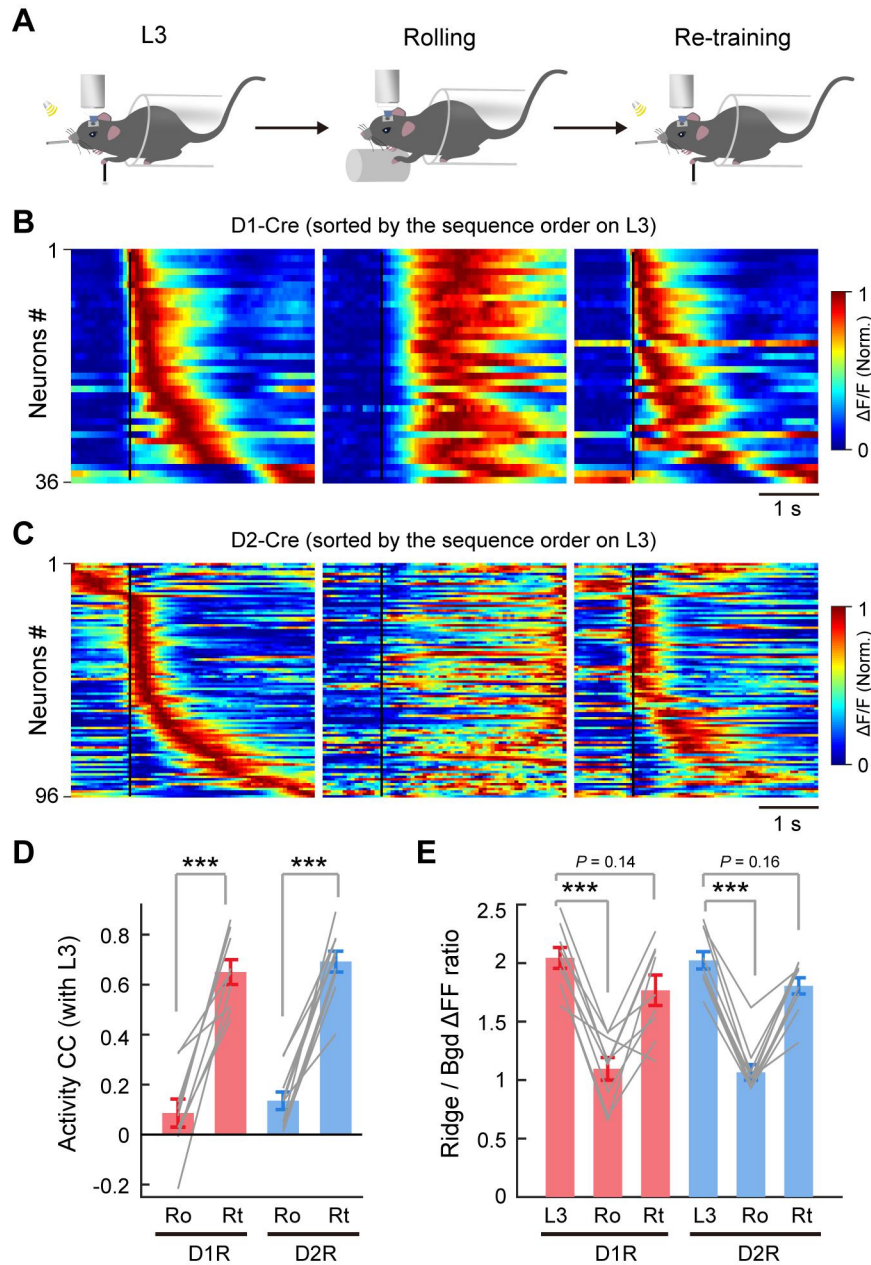 A
L3 Rolling Re-training
B
D1-Cre (sorted by the sequence order on L3)
1
Neurons #
36
1
ΔF/F (Norm.)
0
1 s
C
D2-Cre (sorted by the sequence order on L3)
1
Neurons #
96
1
ΔF/F (Norm.)
0
1 s
D
*** ***
Activity CC (with L3)
0.8
0.6
0.4
0.2
0
-0.2
Ro Rt Ro Rt
D1R D2R
E
P = 0.14 P = 0.16
*** ***
Ridge / Bgd ΔFF ratio
2.5
2
1.5
1
0.5
0
L3 Ro Rt L3 Ro Rt
D1R D2R